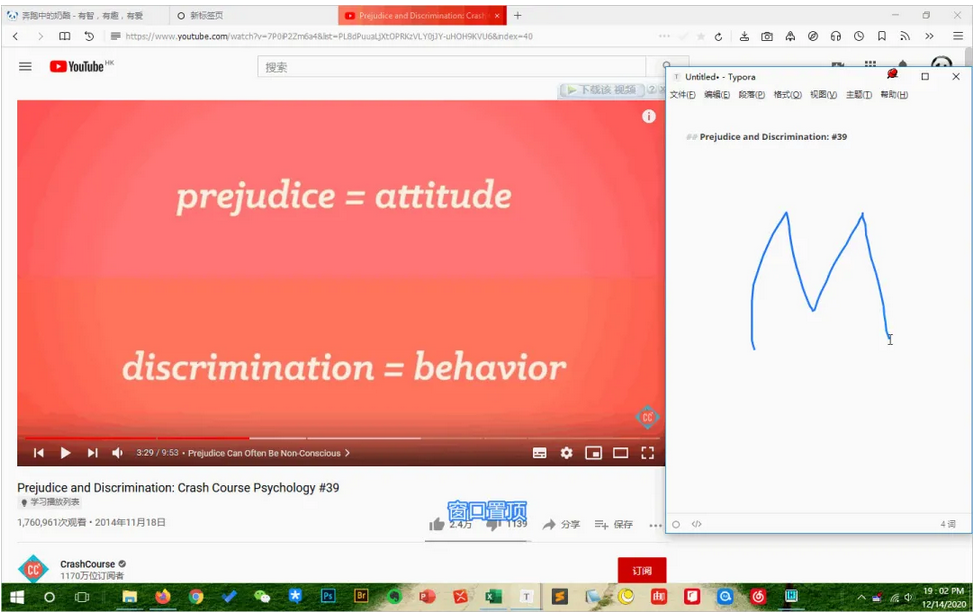 奔跑中的奶酪 - 有智，有趣，有爱
新标签页
Prejudice and Discrimination: Crash
https://www.youtube.com/watch?v=7P0iP2Zm6a4&list=PL8dPuuaLjXtOPRKzVLY0jJY-uHOH9KVU6&index=40
YouTube HK
搜索
下载该 视频
Untitled• - Typora
文件(F) 编辑(E) 段落(P) 格式(O) 视图(V) 主题(T) 帮助(H)
## Prejudice and Discrimination: #39
prejudice = attitude
M
discrimination = behavior
CC
3:29 / 9:53 • Prejudice Can Often Be Non-Conscious
Prejudice and Discrimination: Crash Course Psychology #39
学习播放列表
1,760,961次观看 • 2014年11月18日
窗口置顶
2.4万 1139 分享 保存
4 词
CC
CrashCourse
1170万位订阅者
订阅
Ps Br T
19:02 PM
12/14/202